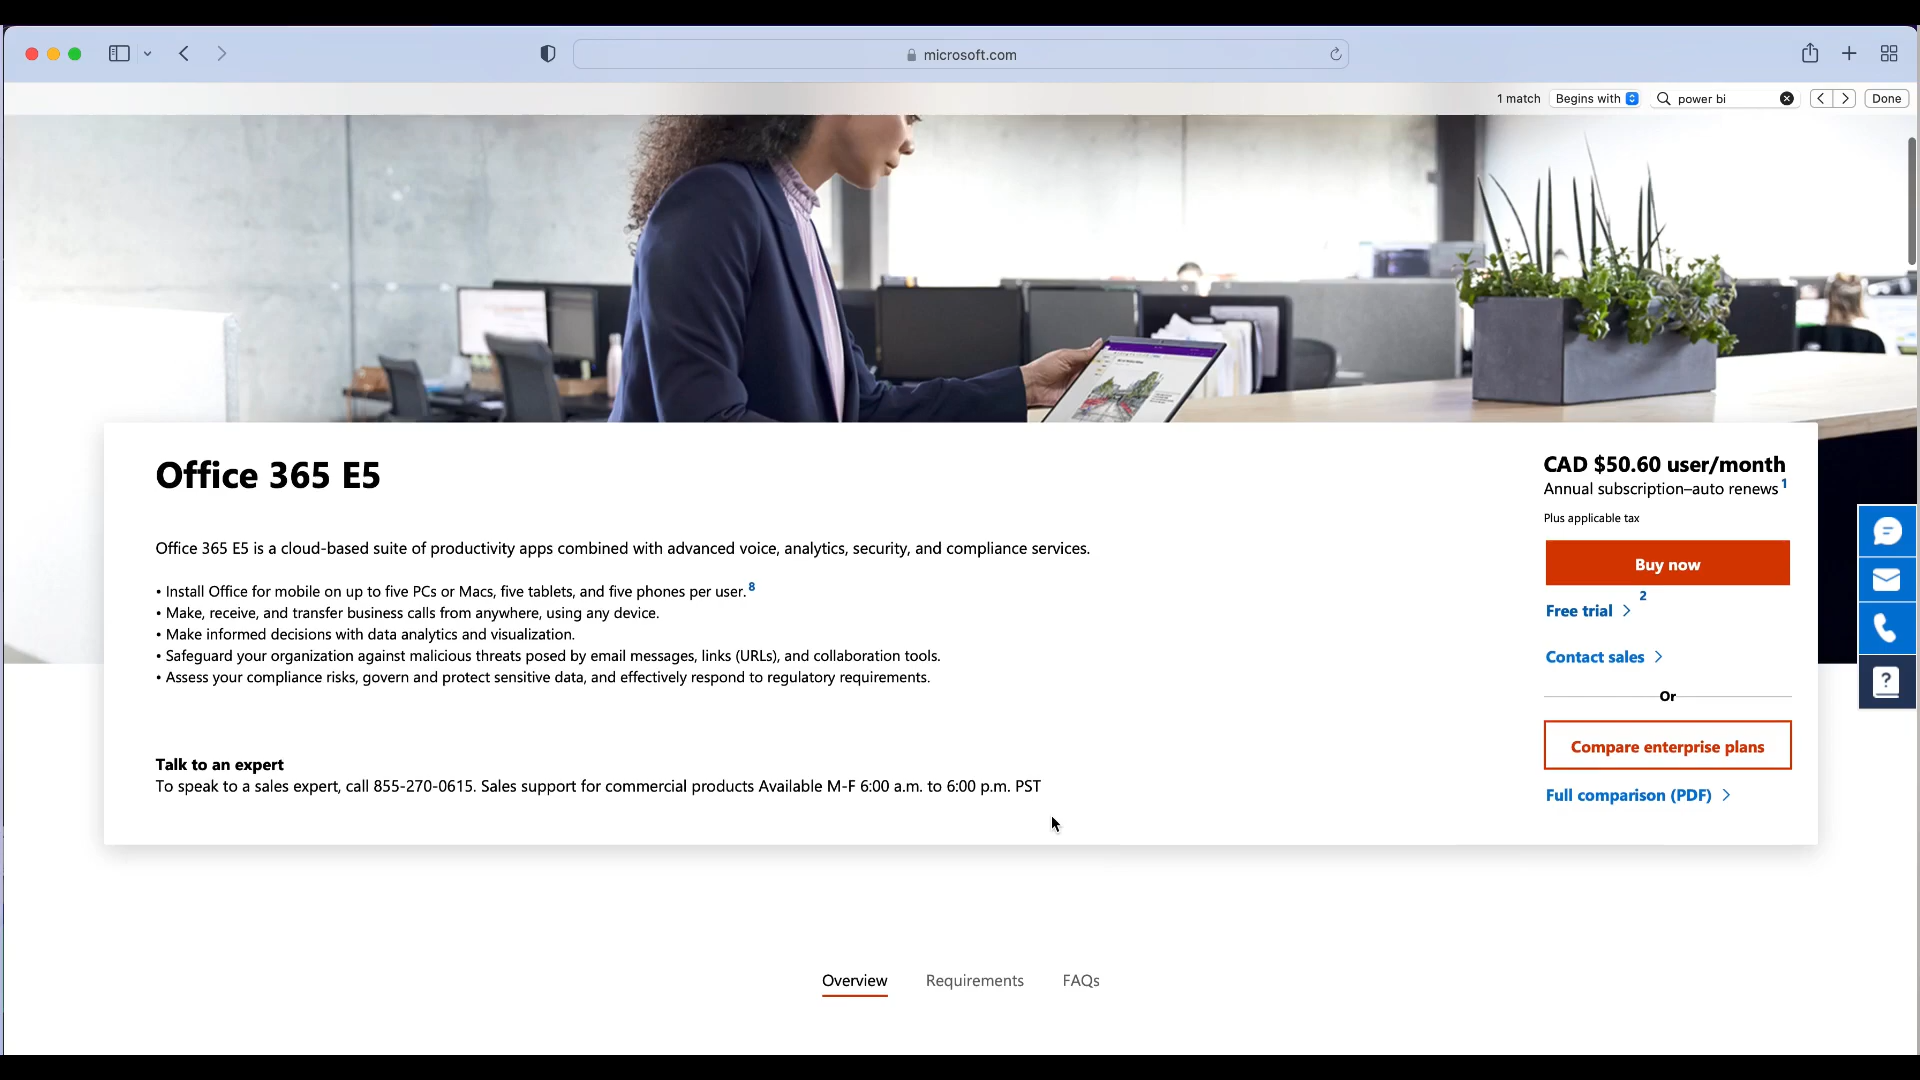 microsoft.com
1 match Begins with power bi Done
Office 365 E5
Office 365 E5 is a cloud-based suite of productivity apps combined with advanced voice, analytics, security, and compliance services.
• Install Office for mobile on up to five PCs or Macs, five tablets, and five phones per user. 8
• Make, receive, and transfer business calls from anywhere, using any device.
• Make informed decisions with data analytics and visualization.
• Safeguard your organization against malicious threats posed by email messages, links (URLs), and collaboration tools.
• Assess your compliance risks, govern and protect sensitive data, and effectively respond to regulatory requirements.
Talk to an expert
To speak to a sales expert, call 855-270-0615. Sales support for commercial products Available M-F 6:00 a.m. to 6:00 p.m. PST
CAD $50.60 user/month
Annual subscription–auto renews 1
Plus applicable tax
Buy now
Free trial 2
Contact sales
Or
Compare enterprise plans
Full comparison (PDF)
Overview Requirements FAQs